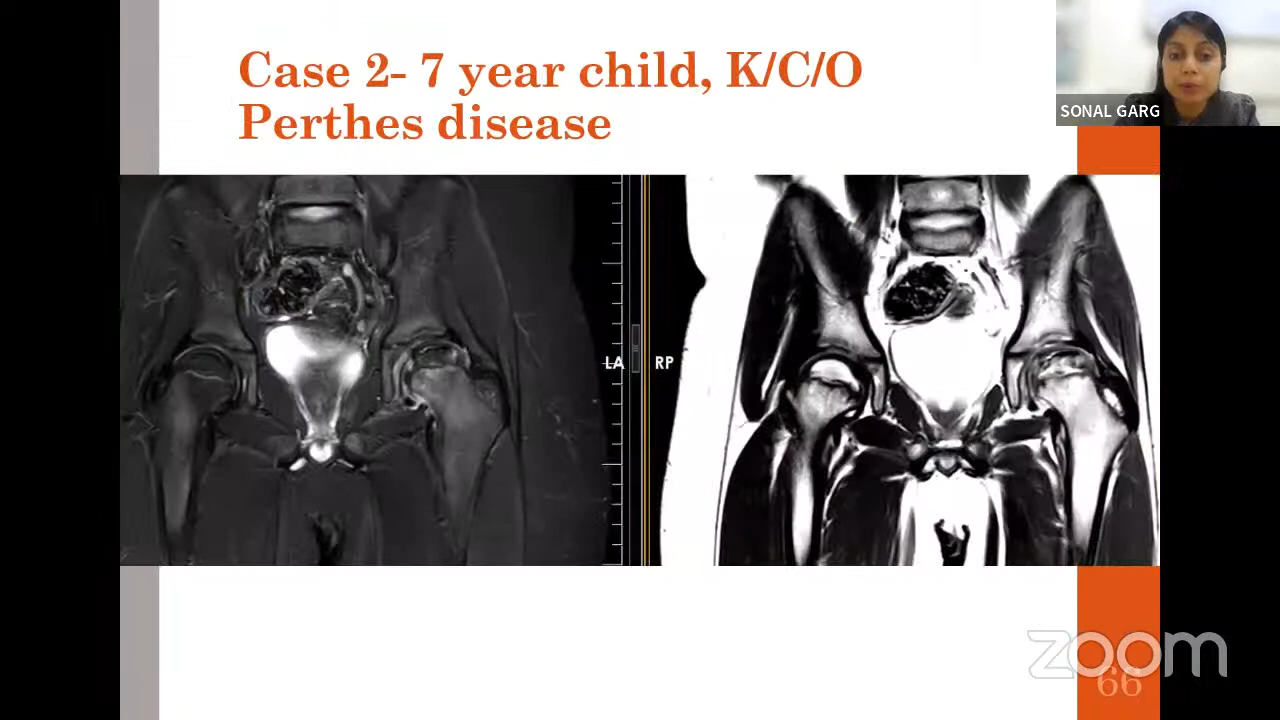 Case 2- 7 year child, K/C/O
Perthes disease
SONAL GARG
LA
RP
zoom
66